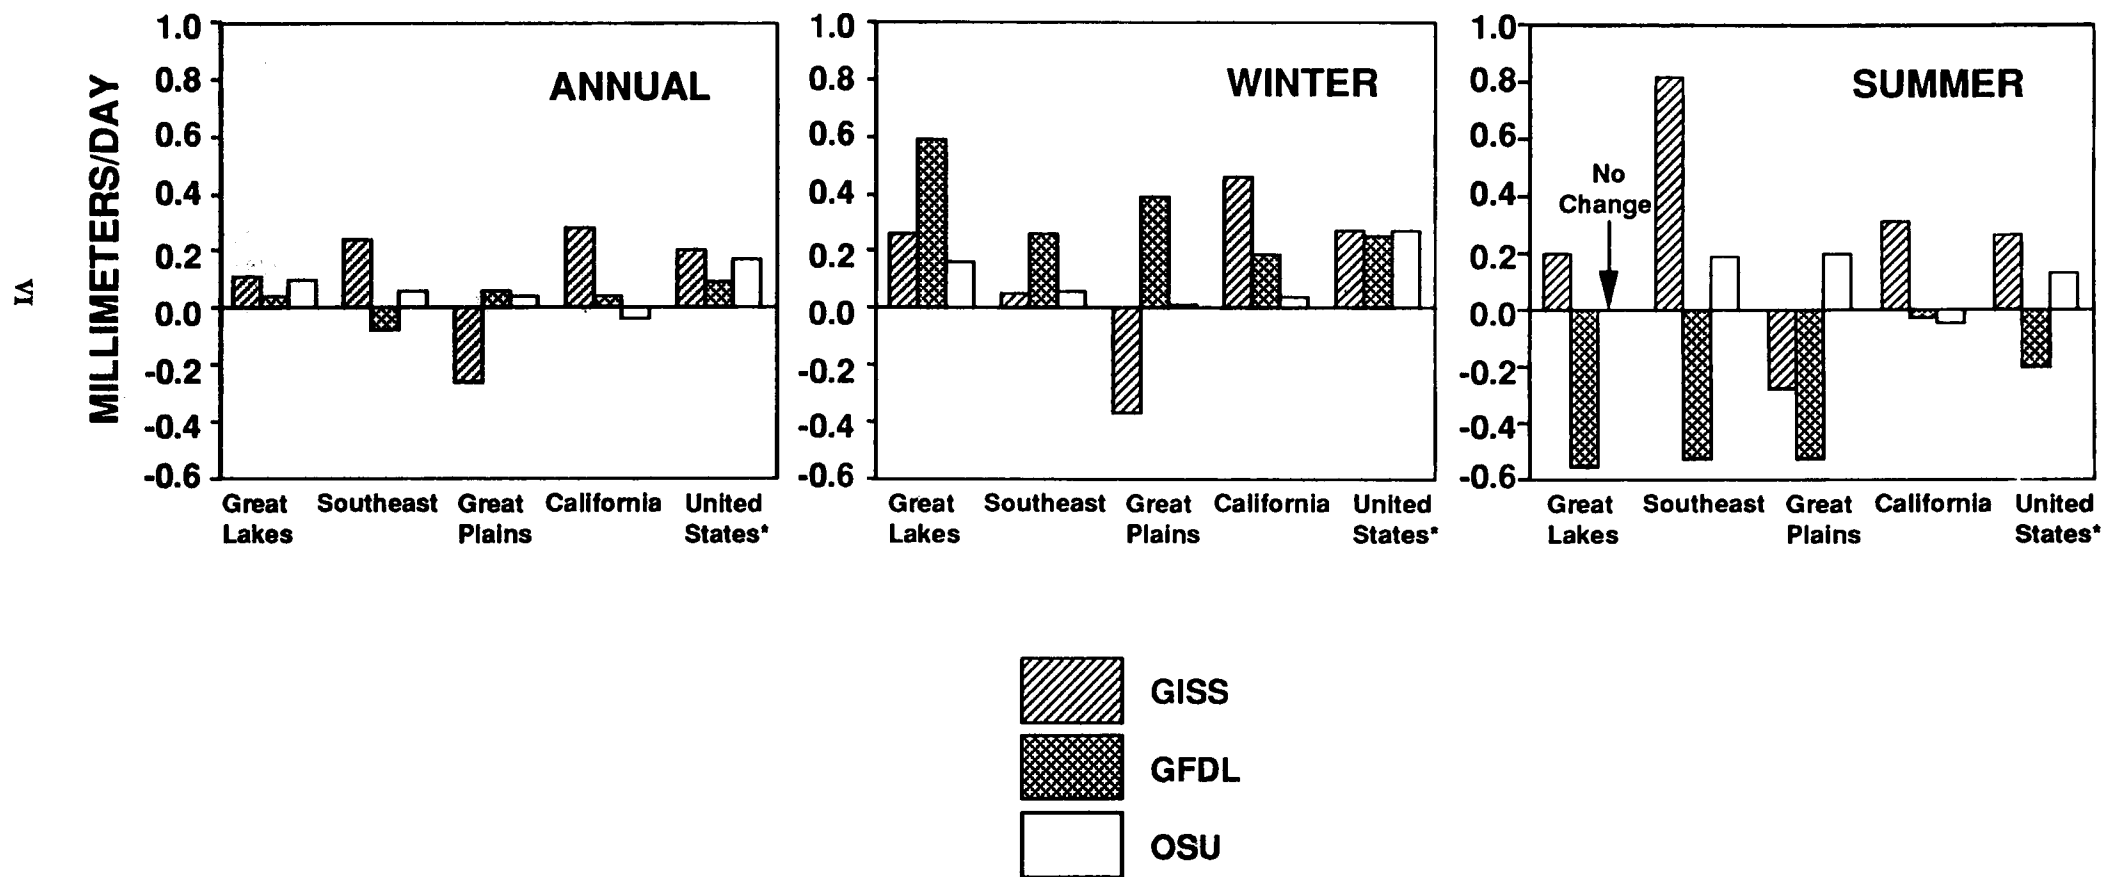 VI
MILLIMETERS/DAY
1.0
0.8
0.6
0.4
0.2
0.0
-0.2
-0.4
-0.6
ANNUAL
Great Lakes
Southeast
Great Plains
California
United States*
1.0
0.8
0.6
0.4
0.2
0.0
-0.2
-0.4
-0.6
WINTER
Great Lakes
Southeast
Great Plains
California
United States*
1.0
0.8
0.6
0.4
0.2
0.0
-0.2
-0.4
-0.6
SUMMER
No
Change
Great Lakes
Southeast
Great Plains
California
United States*
GISS
GFDL
OSU